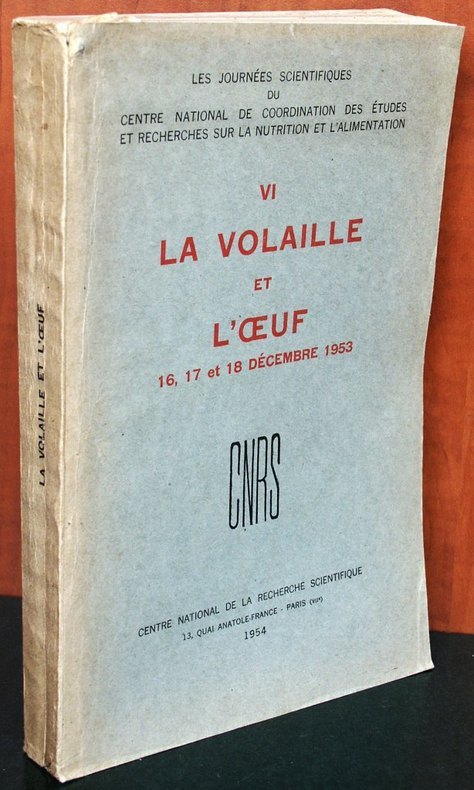 LES JOURNÉES SCIENTIFIQUES
DU
CENTRE NATIONAL DE COORDINATION DES ÉTUDES
ET RECHERCHES SUR LA NUTRITION ET L'ALIMENTATION
VI
LA VOLAILLE
ET
L'ŒUF
16, 17 et 18 DÉCEMBRE 1953
CNRS
CENTRE NATIONAL DE LA RECHERCHE SCIENTIFIQUE
13, QUAI ANATOLE-FRANCE - PARIS (VIIe)
1954
LA VOLAILLE ET L'ŒUF